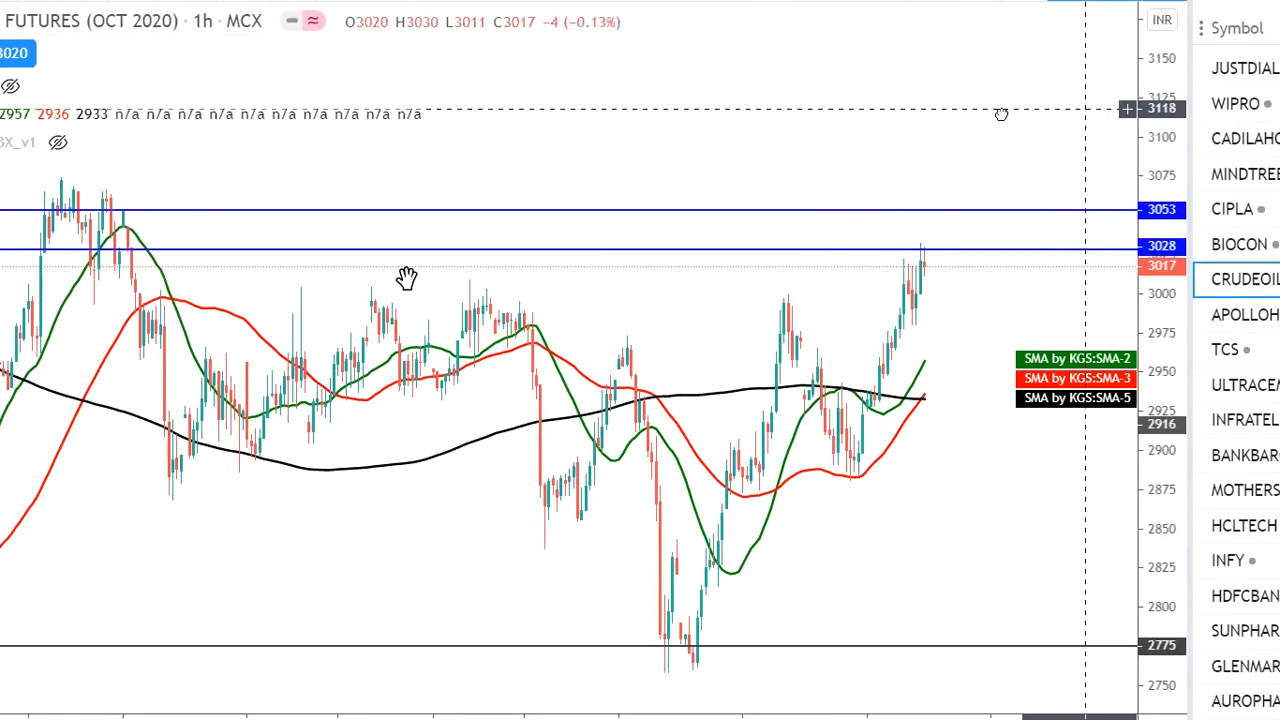 FUTURES (OCT 2020) · 1h · MCX
O3020 H3030 L3011 C3017 −4 (−0.13%)
INR
Symbol
3020
2957 2936 2933 n/a n/a n/a n/a n/a n/a n/a n/a n/a n/a
BX_v1
3150
3125
3118
3100
3075
3053
3028
3017
3000
2975
2950
2925
2916
2900
2875
2850
2825
2800
2775
2750
SMA by KGS:SMA-2
SMA by KGS:SMA-3
SMA by KGS:SMA-5
JUSTDIAL
WIPRO
CADILAHC
MINDTREE
CIPLA
BIOCON
CRUDEOIL
APOLLOH
TCS
ULTRACEM
INFRATEL
BANKBARO
MOTHERS
HCLTECH
INFY
HDFCBAN
SUNPHAR
GLENMAR
AUROPHA